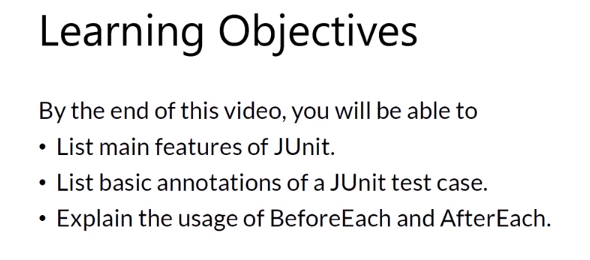 Learning Objectives
By the end of this video, you will be able to
• List main features of JUnit.
• List basic annotations of a JUnit test case.
• Explain the usage of BeforeEach and AfterEach.